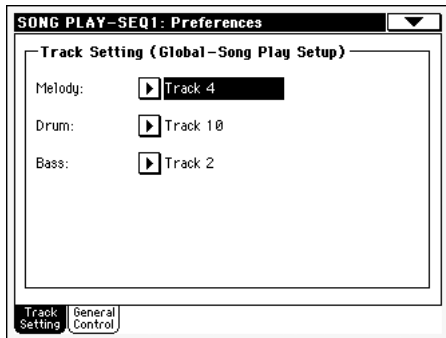 SONG PLAY-SEQ1: Preferences
Track Setting (Global-Song Play Setup)
Melody: Track 4
Drum: Track 10
Bass: Track 2
Track Setting
General Control